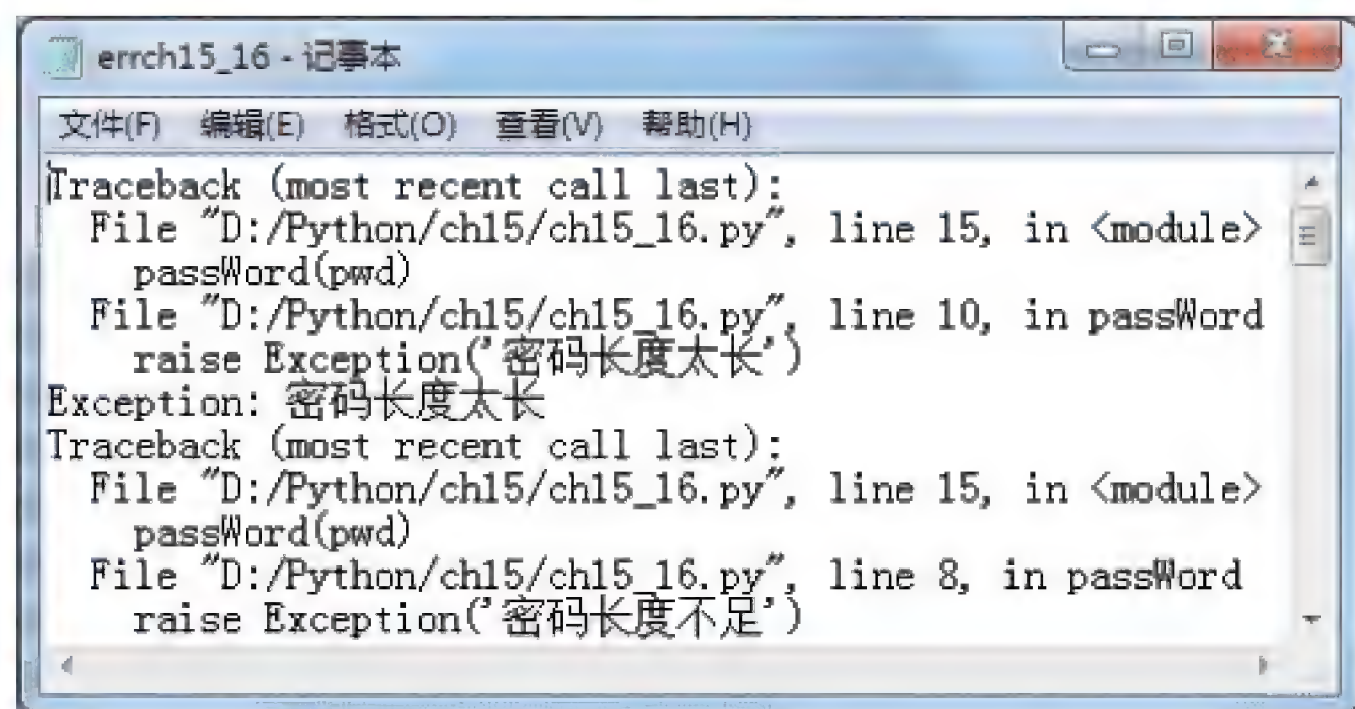 errch15_16 - 记事本
文件(F) 编辑(E) 格式(O) 查看(V) 帮助(H)
Traceback (most recent call last):
  File "D:/Python/ch15/ch15_16.py", line 15, in <module>
    passWord(pwd)
  File "D:/Python/ch15/ch15_16.py", line 10, in passWord
    raise Exception('密码长度太长')
Exception: 密码长度太长
Traceback (most recent call last):
  File "D:/Python/ch15/ch15_16.py", line 15, in <module>
    passWord(pwd)
  File "D:/Python/ch15/ch15_16.py", line 8, in passWord
    raise Exception('密码长度不足')